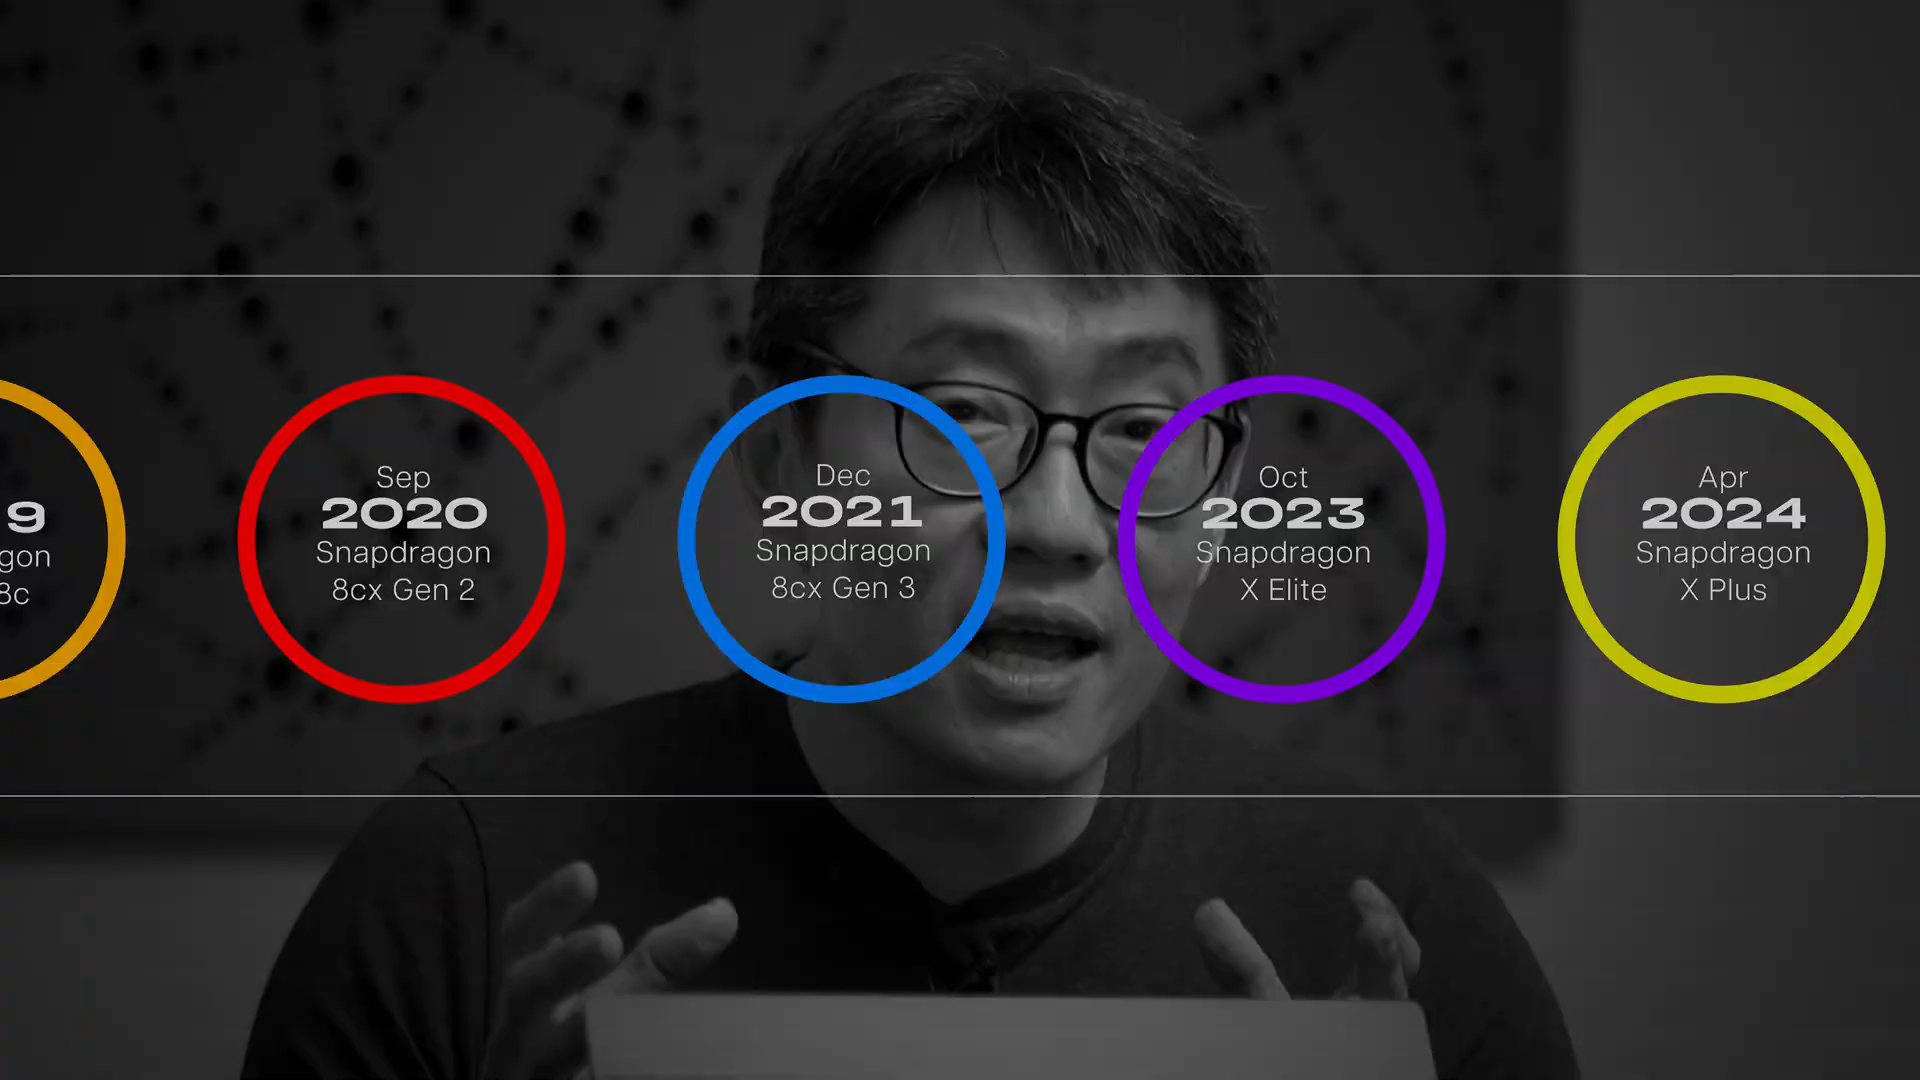 9
gon
8c
Sep
2020
Snapdragon
8cx Gen 2
Dec
2021
Snapdragon
8cx Gen 3
Oct
2023
Snapdragon
X Elite
Apr
2024
Snapdragon
X Plus